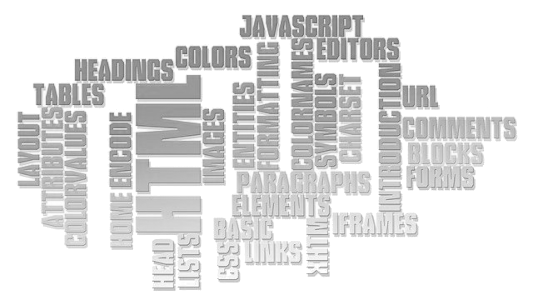 JAVASCRIPT
EDITORS
COLORS
HEADINGS
TABLES
LAYOUT
ATTRIBUTES
COLORVALUES
HOME
ENCODE
HTML
IMAGES
ENTITIES
FORMATTING
COLORNAMES
SYMBOLS
CHARSET
INTRODUCTION
URL
COMMENTS
BLOCKS
FORMS
PARAGRAPHS
ELEMENTS
BASIC
IFRAMES
HEAD
LISTS
CSS
LINKS
XHTML